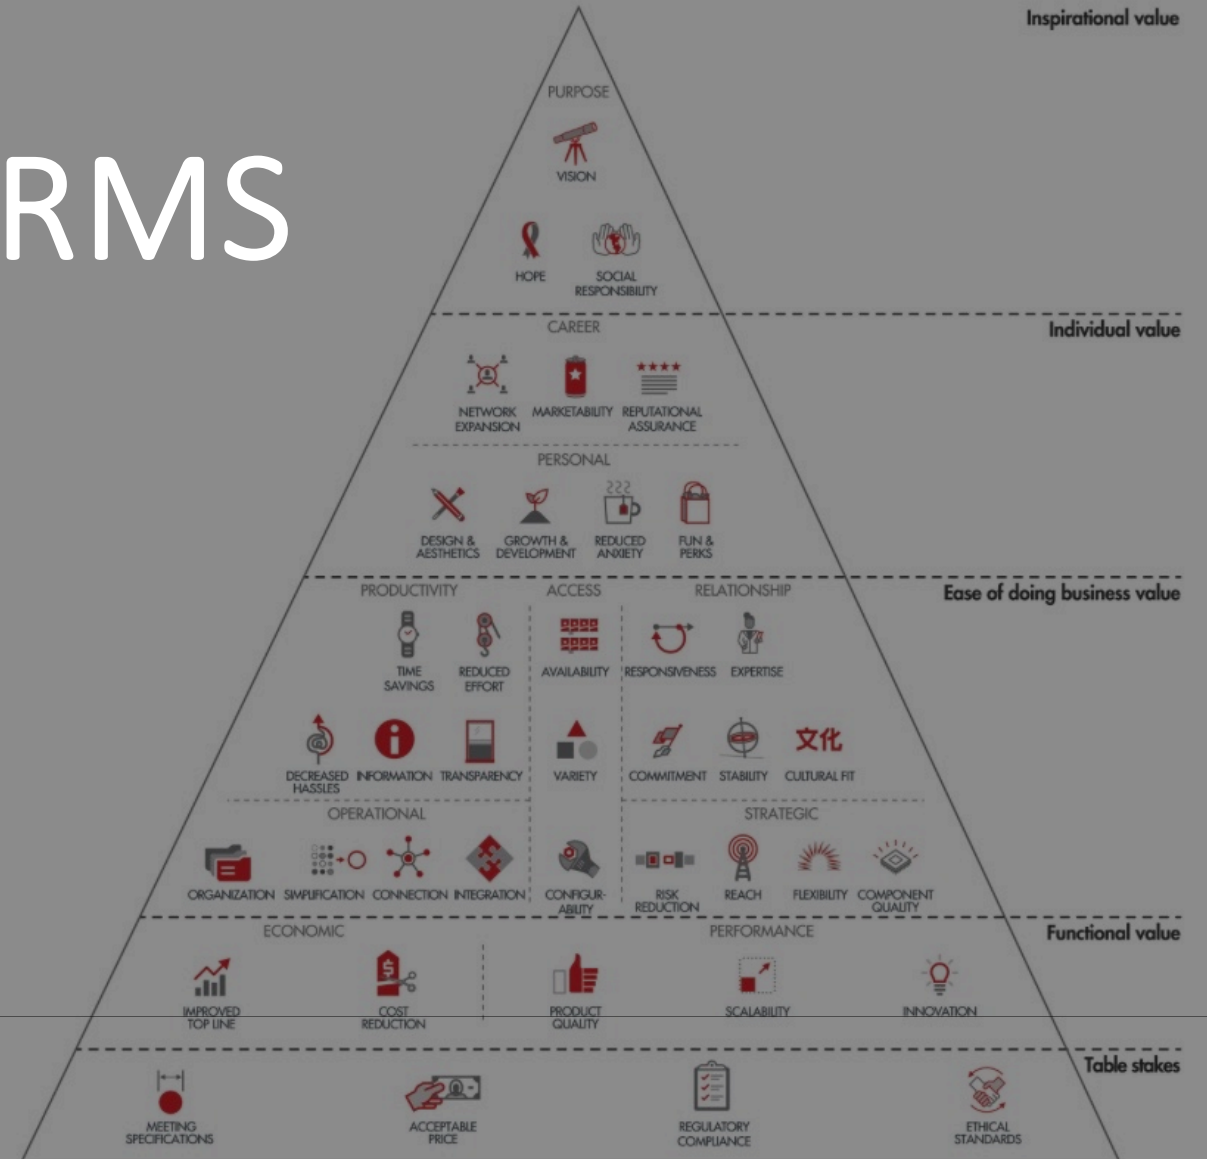 Inspirational value
PURPOSE
RMS
VISION
HOPE
SOCIAL
RESPONSIBILITY
Individual value
CAREER
NETWORK
EXPANSION
MARKETABILITY
REPUTATIONAL
ASSURANCE
PERSONAL
DESIGN &
AESTHETICS
GROWTH &
DEVELOPMENT
REDUCED
ANXIETY
FUN &
PERKS
Ease of doing business value
PRODUCTIVITY
ACCESS
RELATIONSHIP
TIME
SAVINGS
REDUCED
EFFORT
AVAILABILITY
RESPONSIVENESS
EXPERTISE
DECREASED
HASSLES
INFORMATION
TRANSPARENCY
VARIETY
COMMITMENT
STABILITY
文化
CULTURAL FIT
OPERATIONAL
STRATEGIC
ORGANIZATION
SIMPLIFICATION
CONNECTION
INTEGRATION
CONFIGUR-
ABILITY
RISK
REDUCTION
REACH
FLEXIBILITY
COMPONENT
QUALITY
Functional value
ECONOMIC
PERFORMANCE
IMPROVED
TOP LINE
$
COST
REDUCTION
PRODUCT
QUALITY
SCALABILITY
INNOVATION
Table stakes
MEETING
SPECIFICATIONS
ACCEPTABLE
PRICE
REGULATORY
COMPLIANCE
ETHICAL
STANDARDS